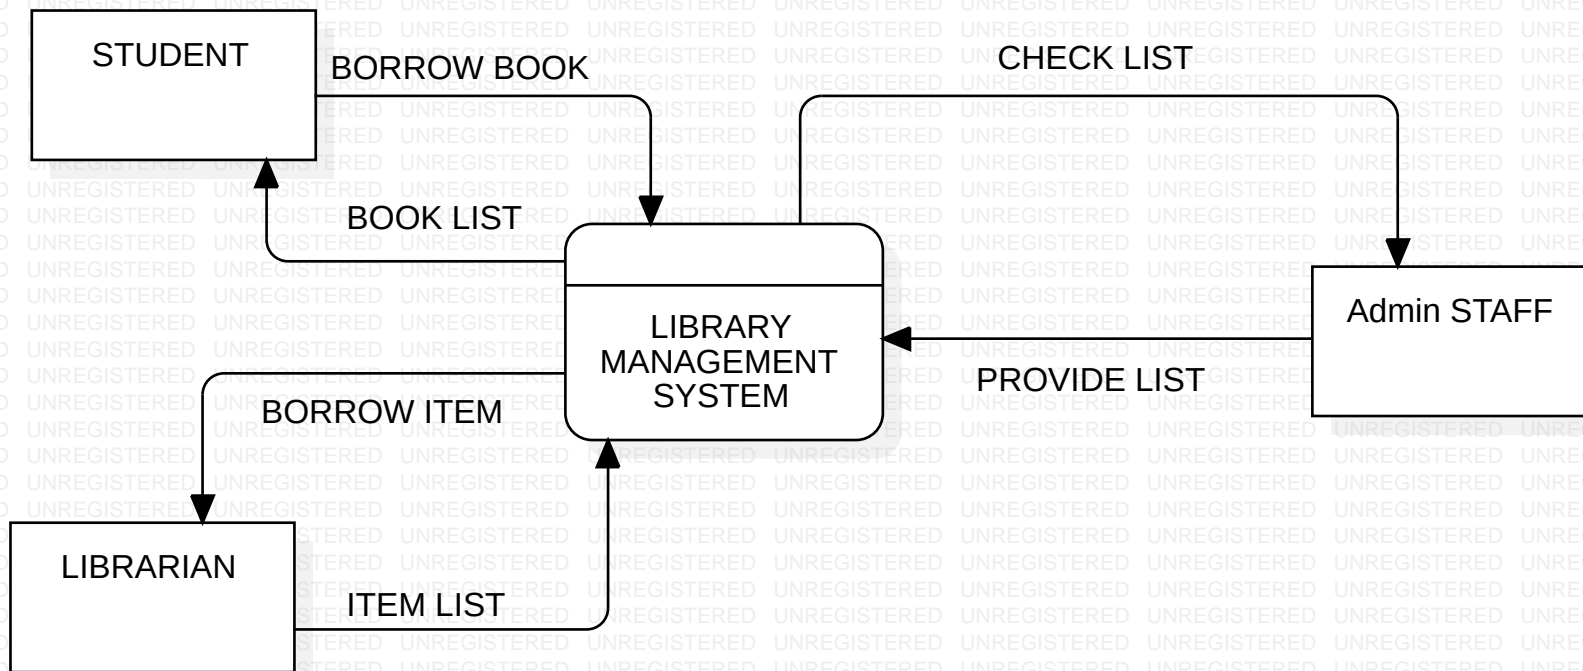 STUDENT
BORROW BOOK
CHECK LIST
BOOK LIST
LIBRARY
MANAGEMENT
SYSTEM
Admin STAFF
PROVIDE LIST
BORROW ITEM
LIBRARIAN
ITEM LIST
UNREGISTERED